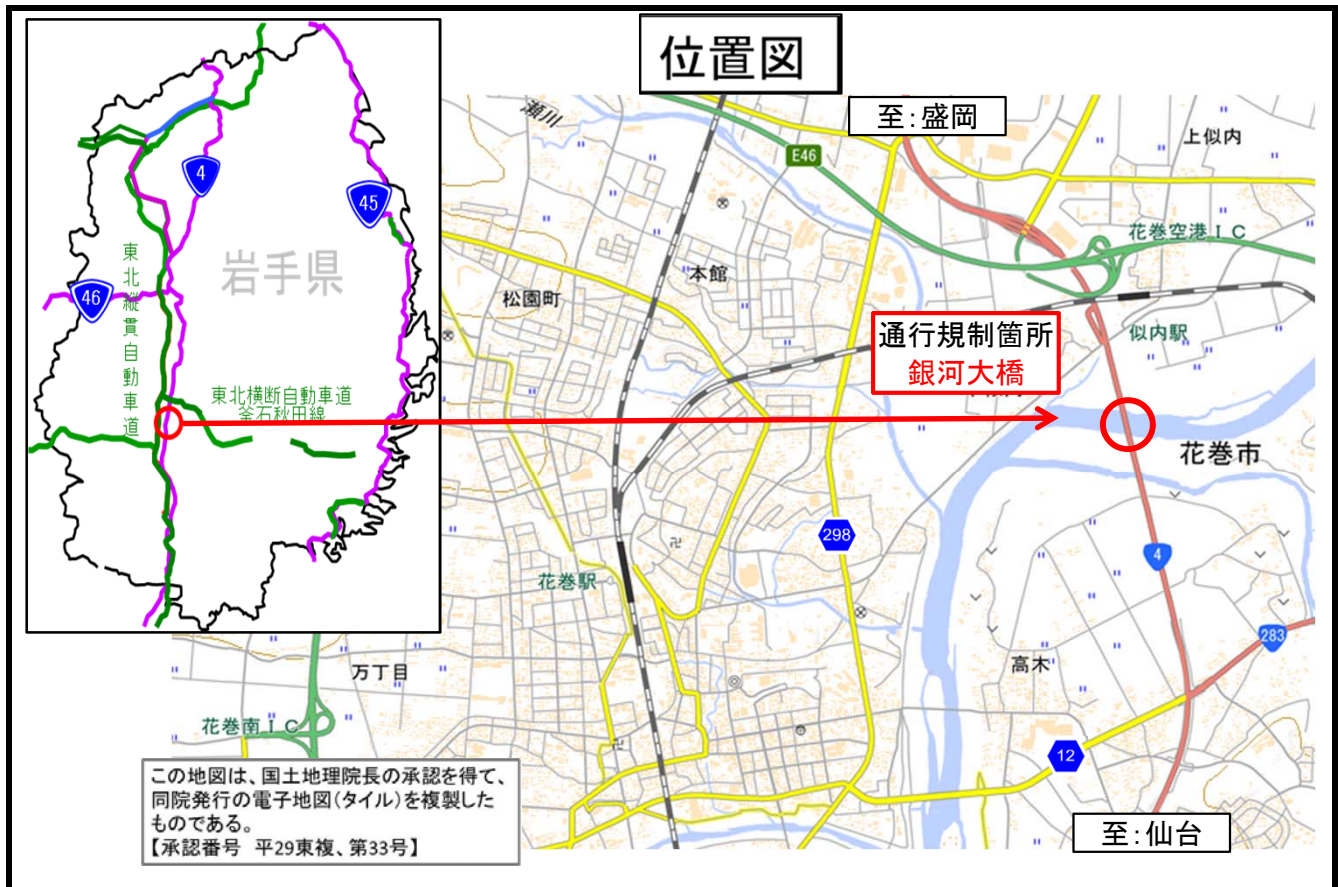 位置図
4
45
岩手県
46
東北縦貫自動車道
東北横断自動車道
釜石秋田線
瀬川
至：盛岡
上似内
E46
花巻空港ＩＣ
本館
松園町
似内駅
通行規制箇所
銀河大橋
花巻市
298
4
花巻駅
283
高木
万丁目
花巻南ＩＣ
12
この地図は、国土地理院長の承認を得て、
同院発行の電子地図(タイル)を複製した
ものである。
【承認番号 平29東複、第33号】
至：仙台